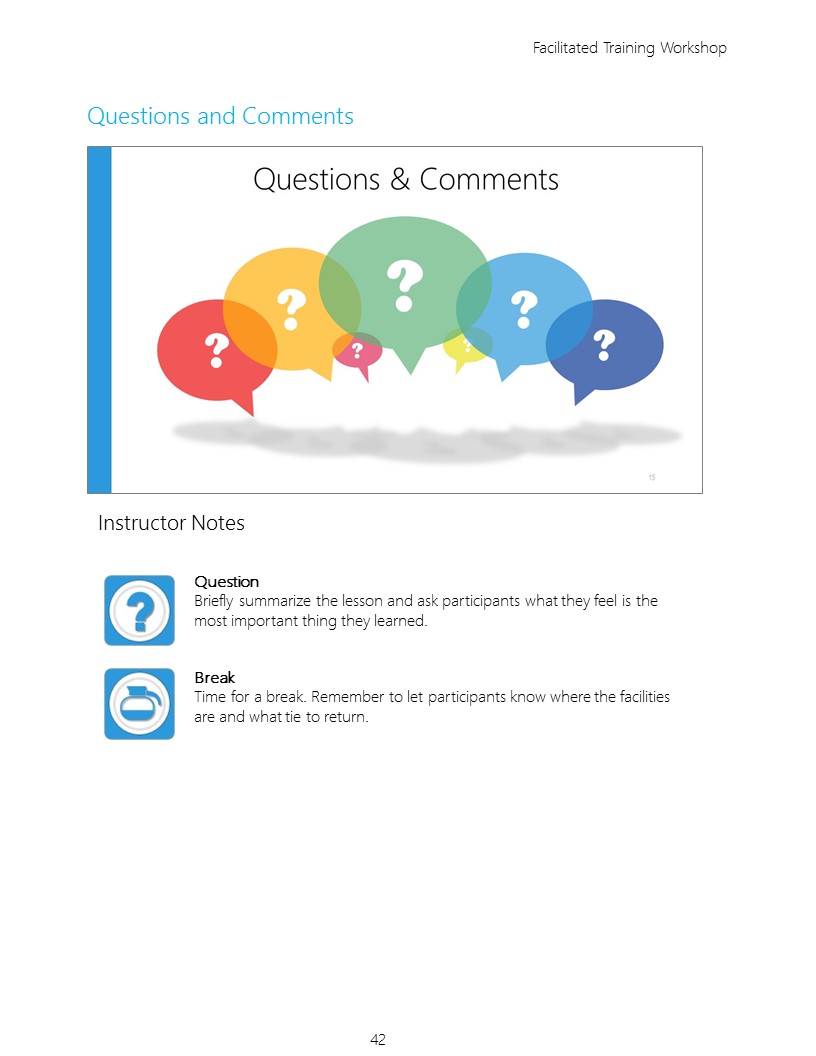 Facilitated Training Workshop
Questions and Comments
Questions & Comments
?
?
?
?
?
?
?
15
Instructor Notes
?
Question
Briefly summarize the lesson and ask participants what they feel is the
most important thing they learned.
Break
Time for a break. Remember to let participants know where the facilities
are and what tie to return.
42